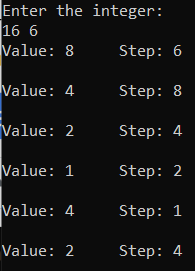 Enter the integer:
16 6
Value: 8 Step: 6
Value: 4 Step: 8
Value: 2 Step: 4
Value: 1 Step: 2
Value: 4 Step: 1
Value: 2 Step: 4